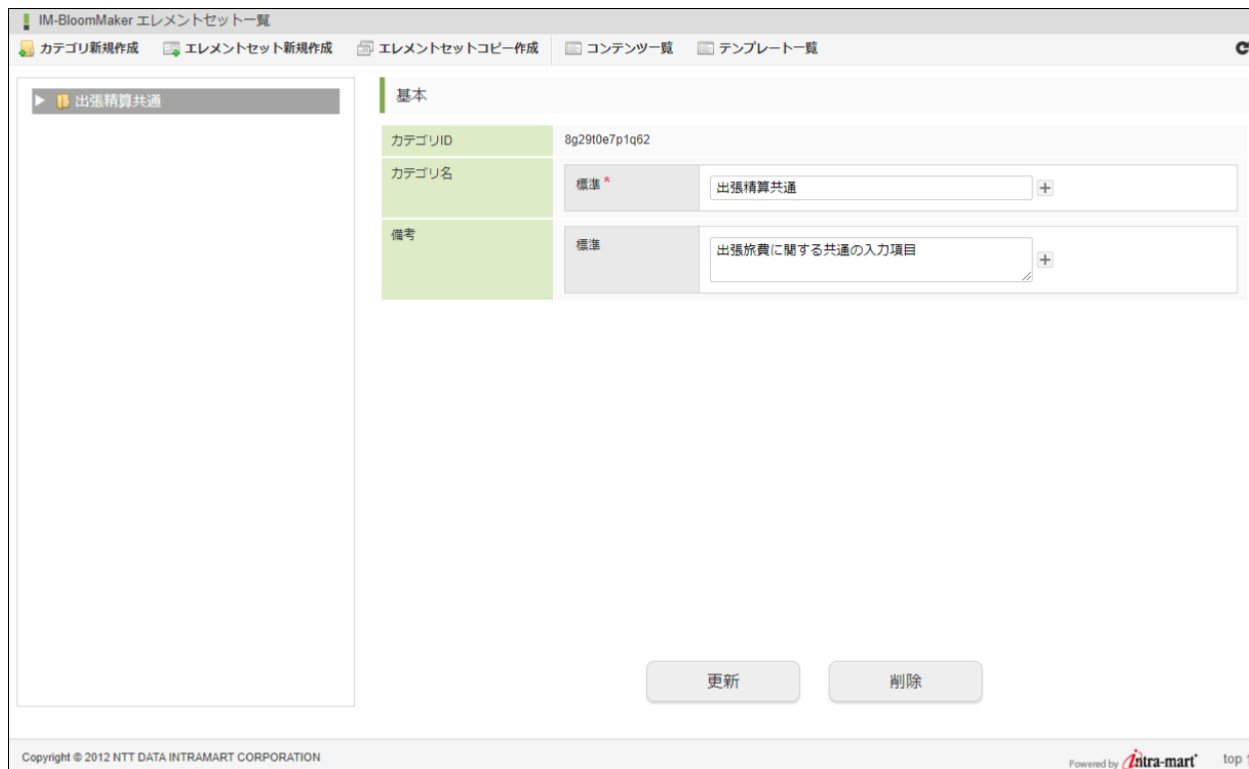 IM-BloomMaker エレメントセット一覧
カテゴリ新規作成 エレメントセット新規作成 エレメントセットコピー作成 コンテンツ一覧 テンプレート一覧
出張精算共通
基本
カテゴリID 8g29t0e7p1q62
カテゴリ名 標準 * 出張精算共通
備考 標準 出張旅費に関する共通の入力項目
更新 削除
Copyright © 2012 NTT DATA INTRAMART CORPORATION
Powered by intra-mart top